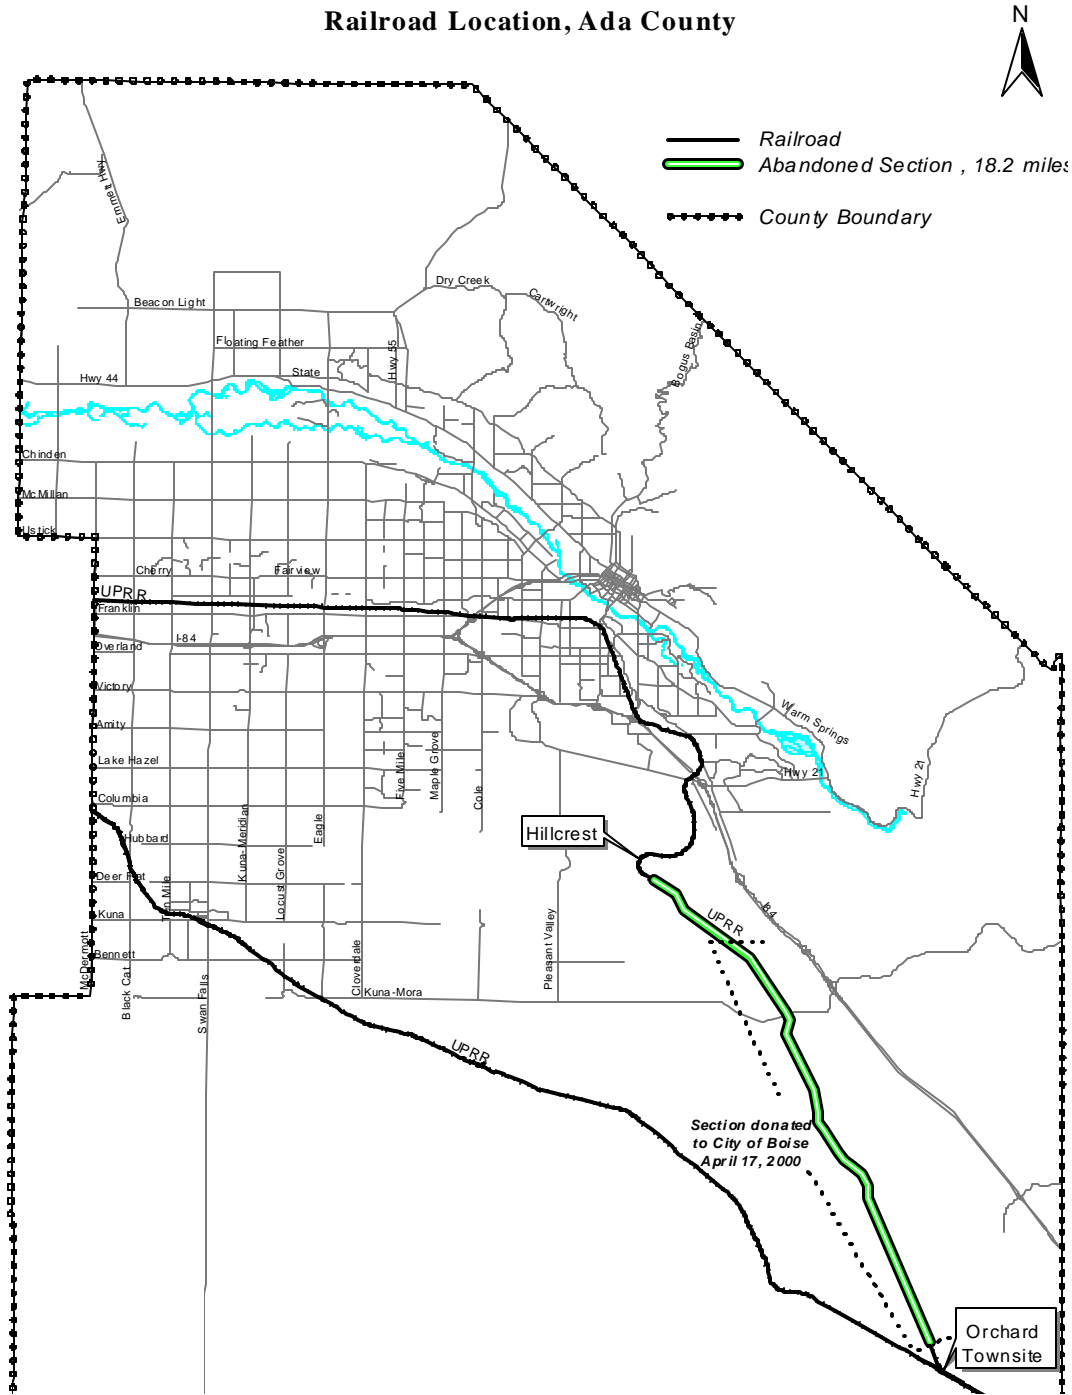 Railroad Location, Ada County
N
Railroad
Abandoned Section , 18.2 miles
County Boundary
Emmett Hwy
Dry Creek
Cartwright
Beacon Light
Bogus Basin
Floating Feather
Hwy 55
State
Hwy 44
Chinden
McMillan
Ustick
Cherry
Fairview
UPRR
Franklin
I-84
Overland
Victory
Warm Springs
Amity
Lake Hazel
Five Mile
Maple Grove
Cole
Hwy 21
Hwy 21
Columbia
Hubbard
Kuna-Meridian
Eagle
Hillcrest
Deer Flat
Locust Grove
Ten Mile
Kuna
UPRR
I-84
Pleasant Valley
McDermott
Bennett
Black Cat
Swan Falls
Cloverdale
Kuna-Mora
UPRR
Section donated
to City of Boise
April 17, 2000
Orchard
Townsite